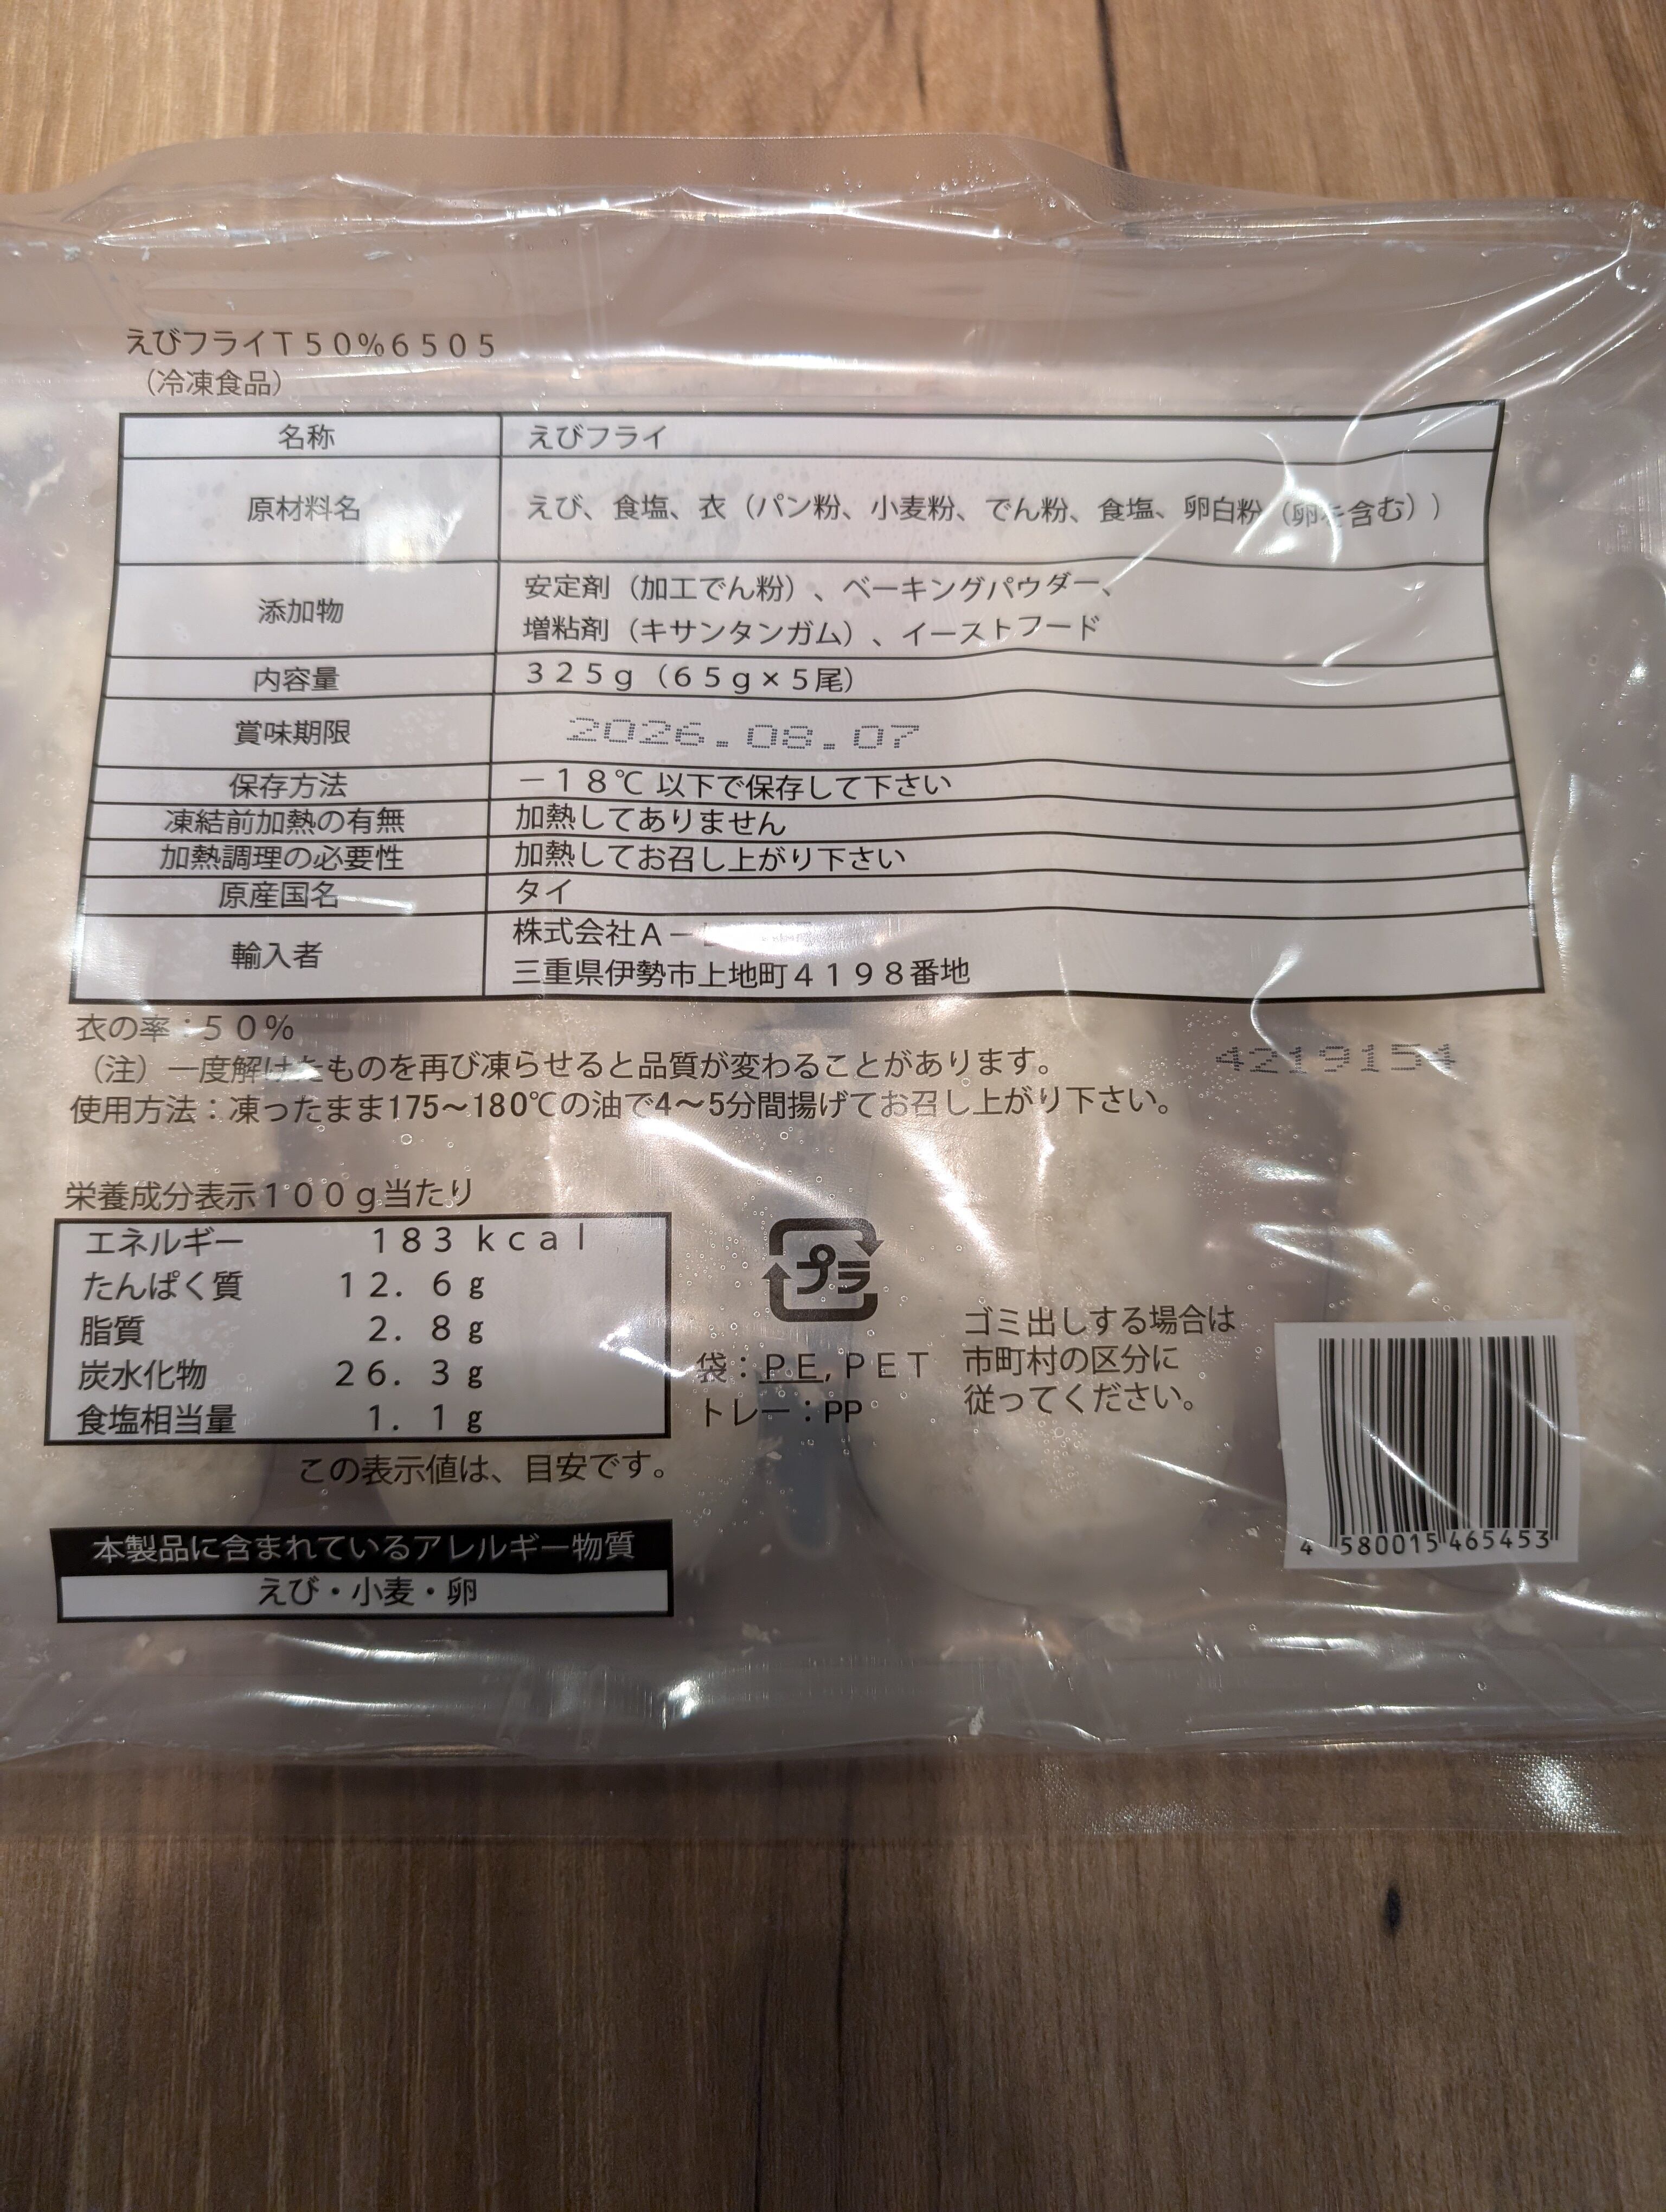 えびフライT50%6505
(冷凍食品)
名称 えびフライ
原材料名 えび、食塩、衣(パン粉、小麦粉、でん粉、食塩、卵白粉(卵を含む))
添加物 安定剤(加工でん粉)、ベーキングパウダー、
増粘剤(キサンタンガム)、イーストフード
内容量 325g(65g×5尾)
賞味期限 2026.08.07
保存方法 -18℃ 以下で保存して下さい
凍結前加熱の有無 加熱してありません
加熱調理の必要性 加熱してお召し上がり下さい
原産国名 タイ
輸入者 株式会社A
三重県伊勢市上地町4198番地
衣の率:50%
(注)一度解けたものを再び凍らせると品質が変わることがあります。
4219154
使用方法:凍ったまま175~180℃の油で4~5分間揚げてお召し上がり下さい。
栄養成分表示100g当たり
エネルギー 183kcal
たんぱく質 12.6g
脂質 2.8g
炭水化物 26.3g
食塩相当量 1.1g
この表示値は、目安です。
本製品に含まれているアレルギー物質
えび・小麦・卵
プラ
袋:PE,PET
トレー:PP
ゴミ出しする場合は
市町村の区分に
従ってください。
4 580015 465453